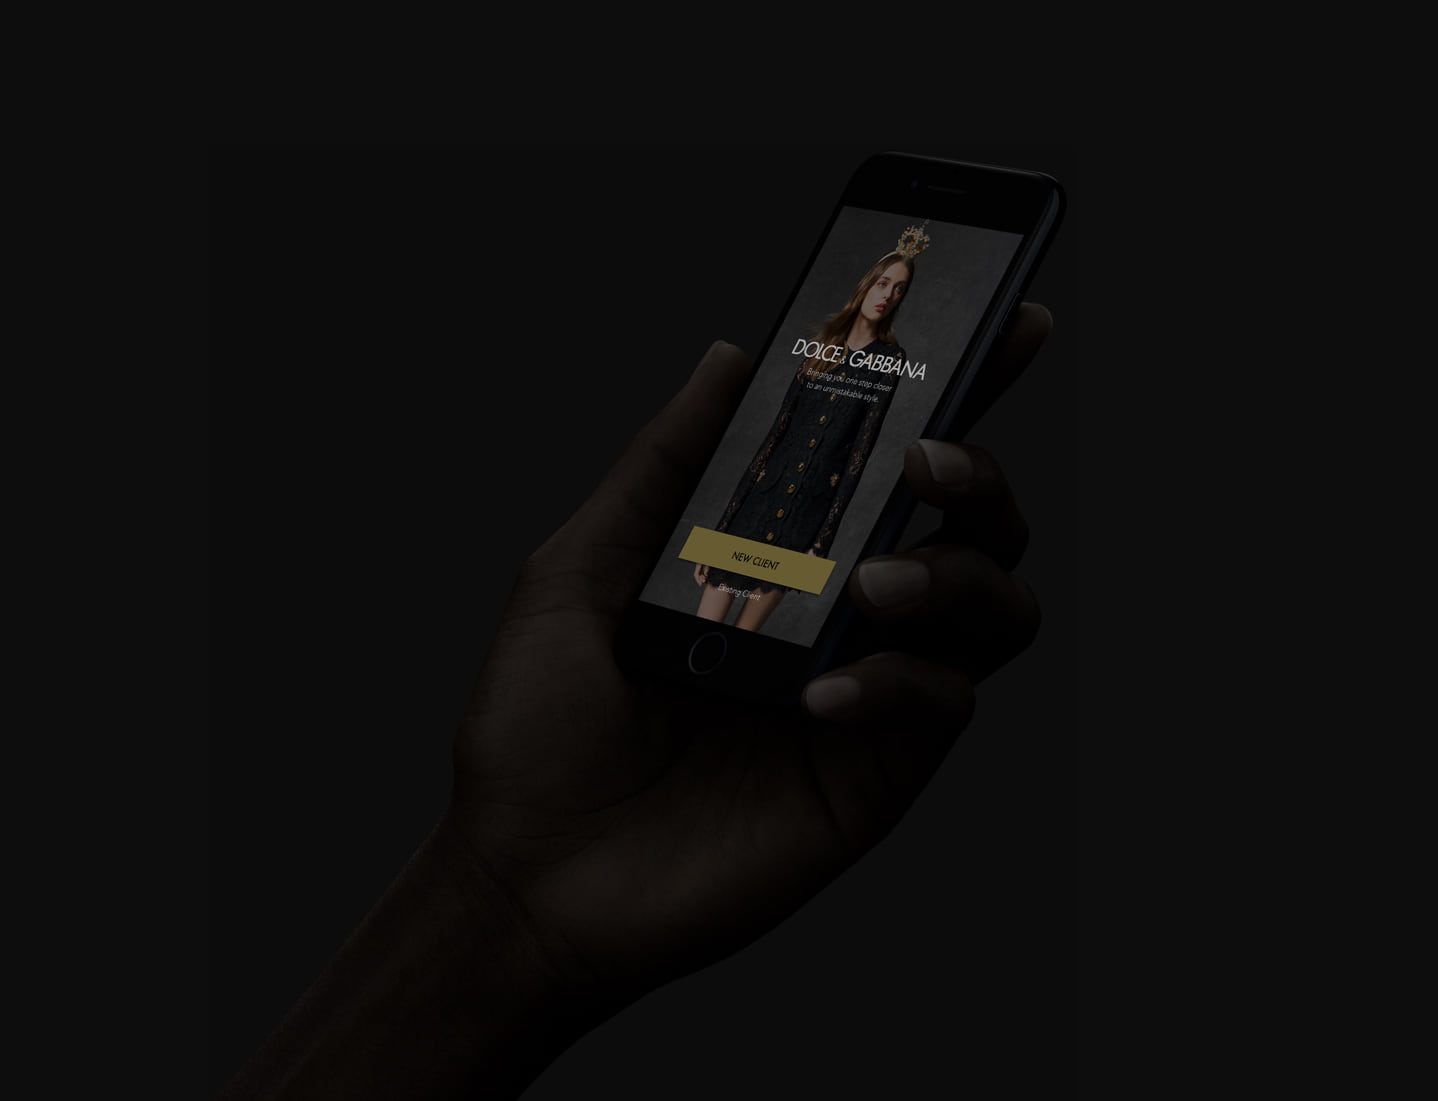 DOLCE & GABBANA
Bringing you one step closer
to an unmistakable style.
NEW CLIENT
Existing Client